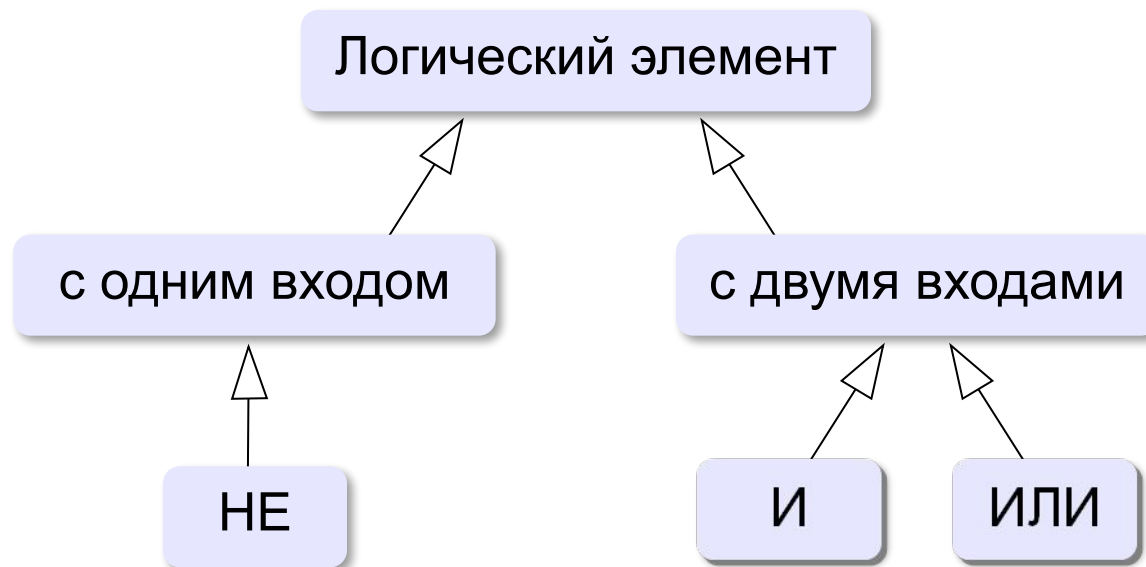 Логический элемент
с одним входом
с двумя входами
НЕ
И
ИЛИ